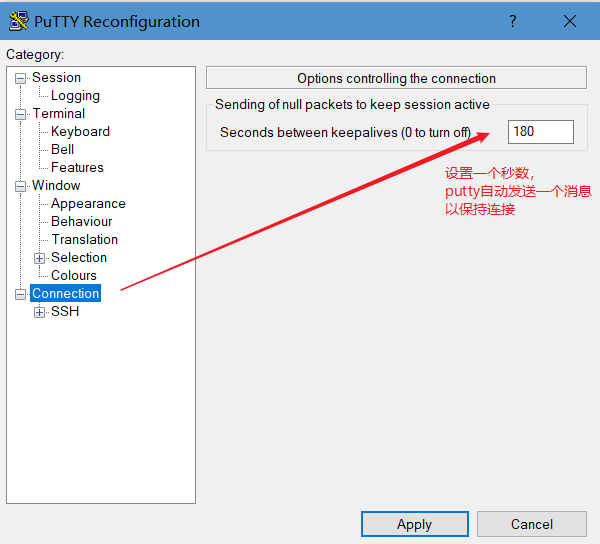 PuTTY Reconfiguration
Category:
Session
Logging
Terminal
Keyboard
Bell
Features
Window
Appearance
Behaviour
Translation
Selection
Colours
Connection
SSH
Options controlling the connection
Sending of null packets to keep session active
Seconds between keepalives (0 to turn off) 180
设置一个秒数，
putty自动发送一个消息
以保持连接
Apply
Cancel